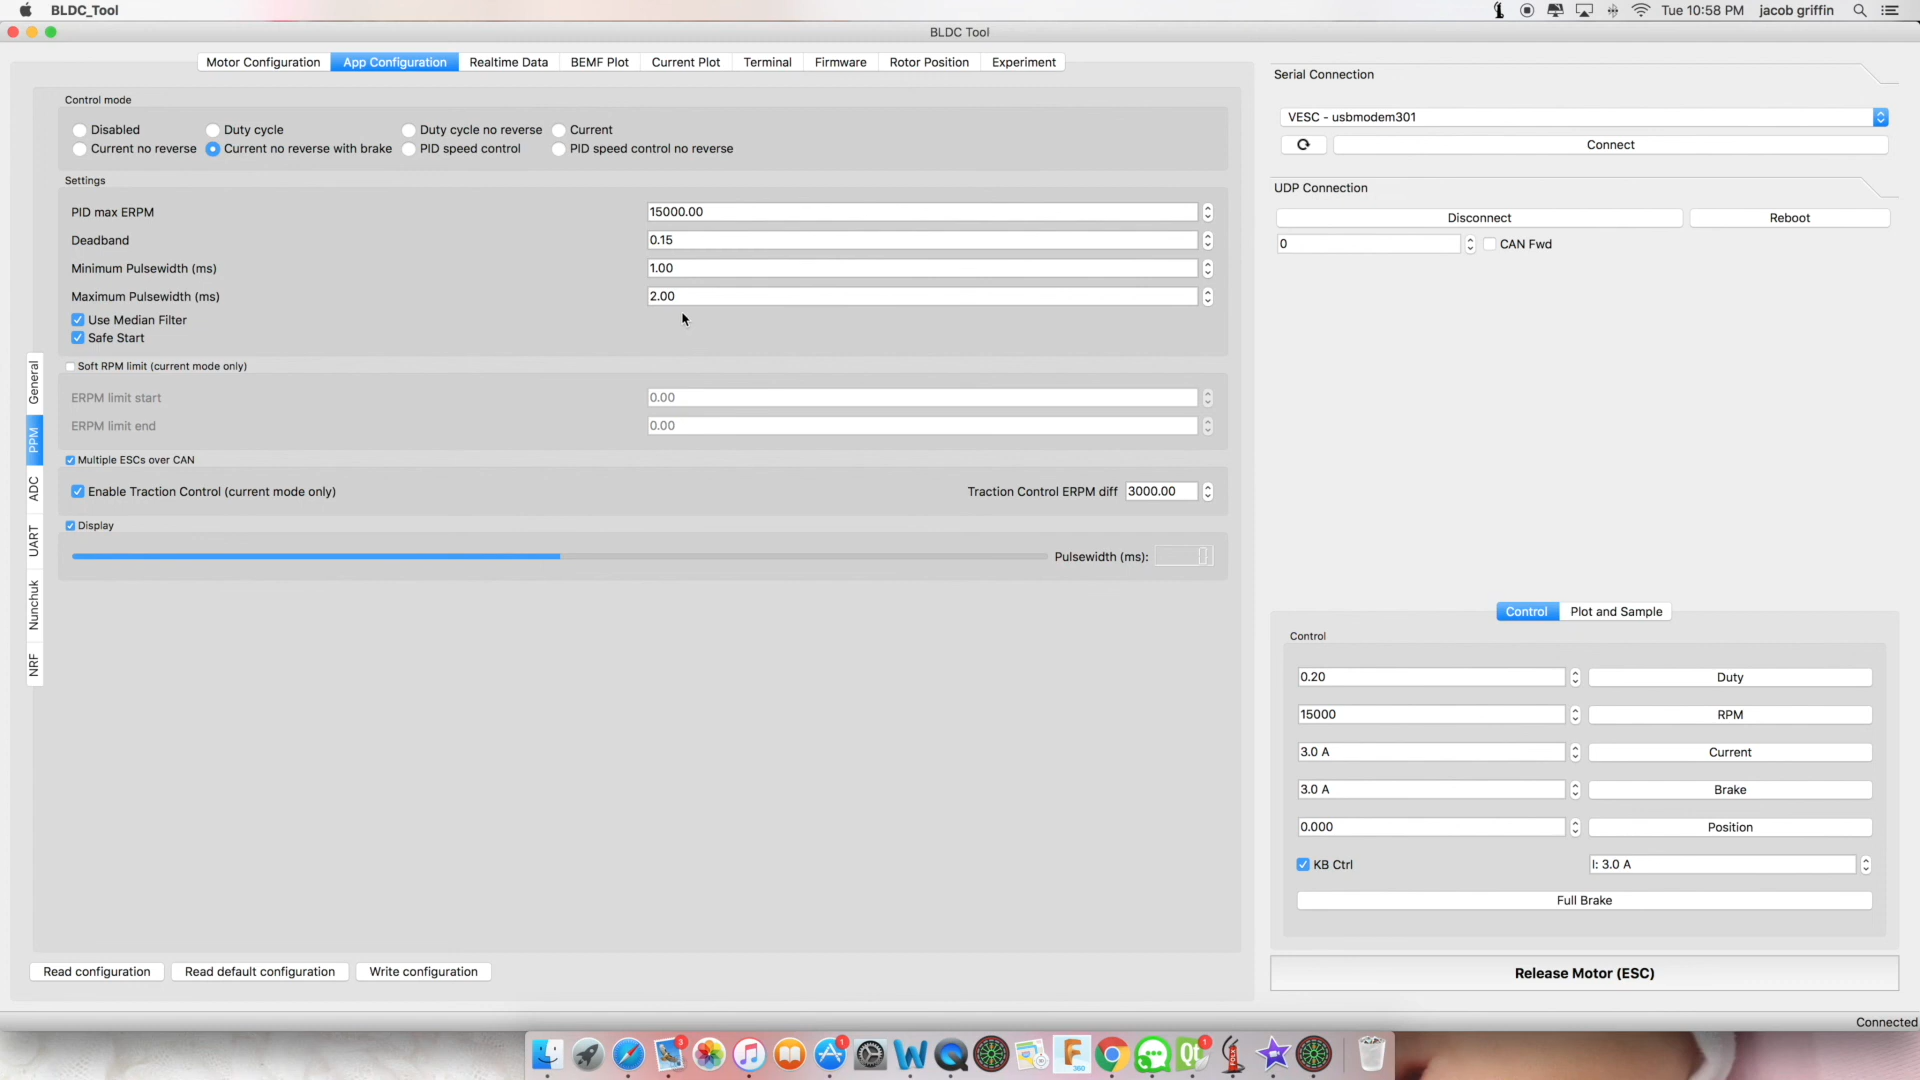 BLDC_Tool
Tue 10:58 PM jacob griffin
BLDC Tool
Motor Configuration App Configuration Realtime Data BEMF Plot Current Plot Terminal Firmware Rotor Position Experiment
General
PPM
ADC
UART
Nunchuk
NRF
Control mode
Disabled Duty cycle Duty cycle no reverse Current
Current no reverse Current no reverse with brake PID speed control PID speed control no reverse
Settings
PID max ERPM 15000.00
Deadband 0.15
Minimum Pulsewidth (ms) 1.00
Maximum Pulsewidth (ms) 2.00
Use Median Filter
Safe Start
Soft RPM limit (current mode only)
ERPM limit start 0.00
ERPM limit end 0.00
Multiple ESCs over CAN
Enable Traction Control (current mode only) Traction Control ERPM diff 3000.00
Display
Pulsewidth (ms): 0
Read configuration Read default configuration Write configuration
Serial Connection
VESC - usbmodem301
Connect
UDP Connection
Disconnect Reboot
0 CAN Fwd
Control Plot and Sample
Control
0.20 Duty
15000 RPM
3.0 A Current
3.0 A Brake
0.000 Position
KB Ctrl I: 3.0 A
Full Brake
Release Motor (ESC)
Connected
3
1
1
360